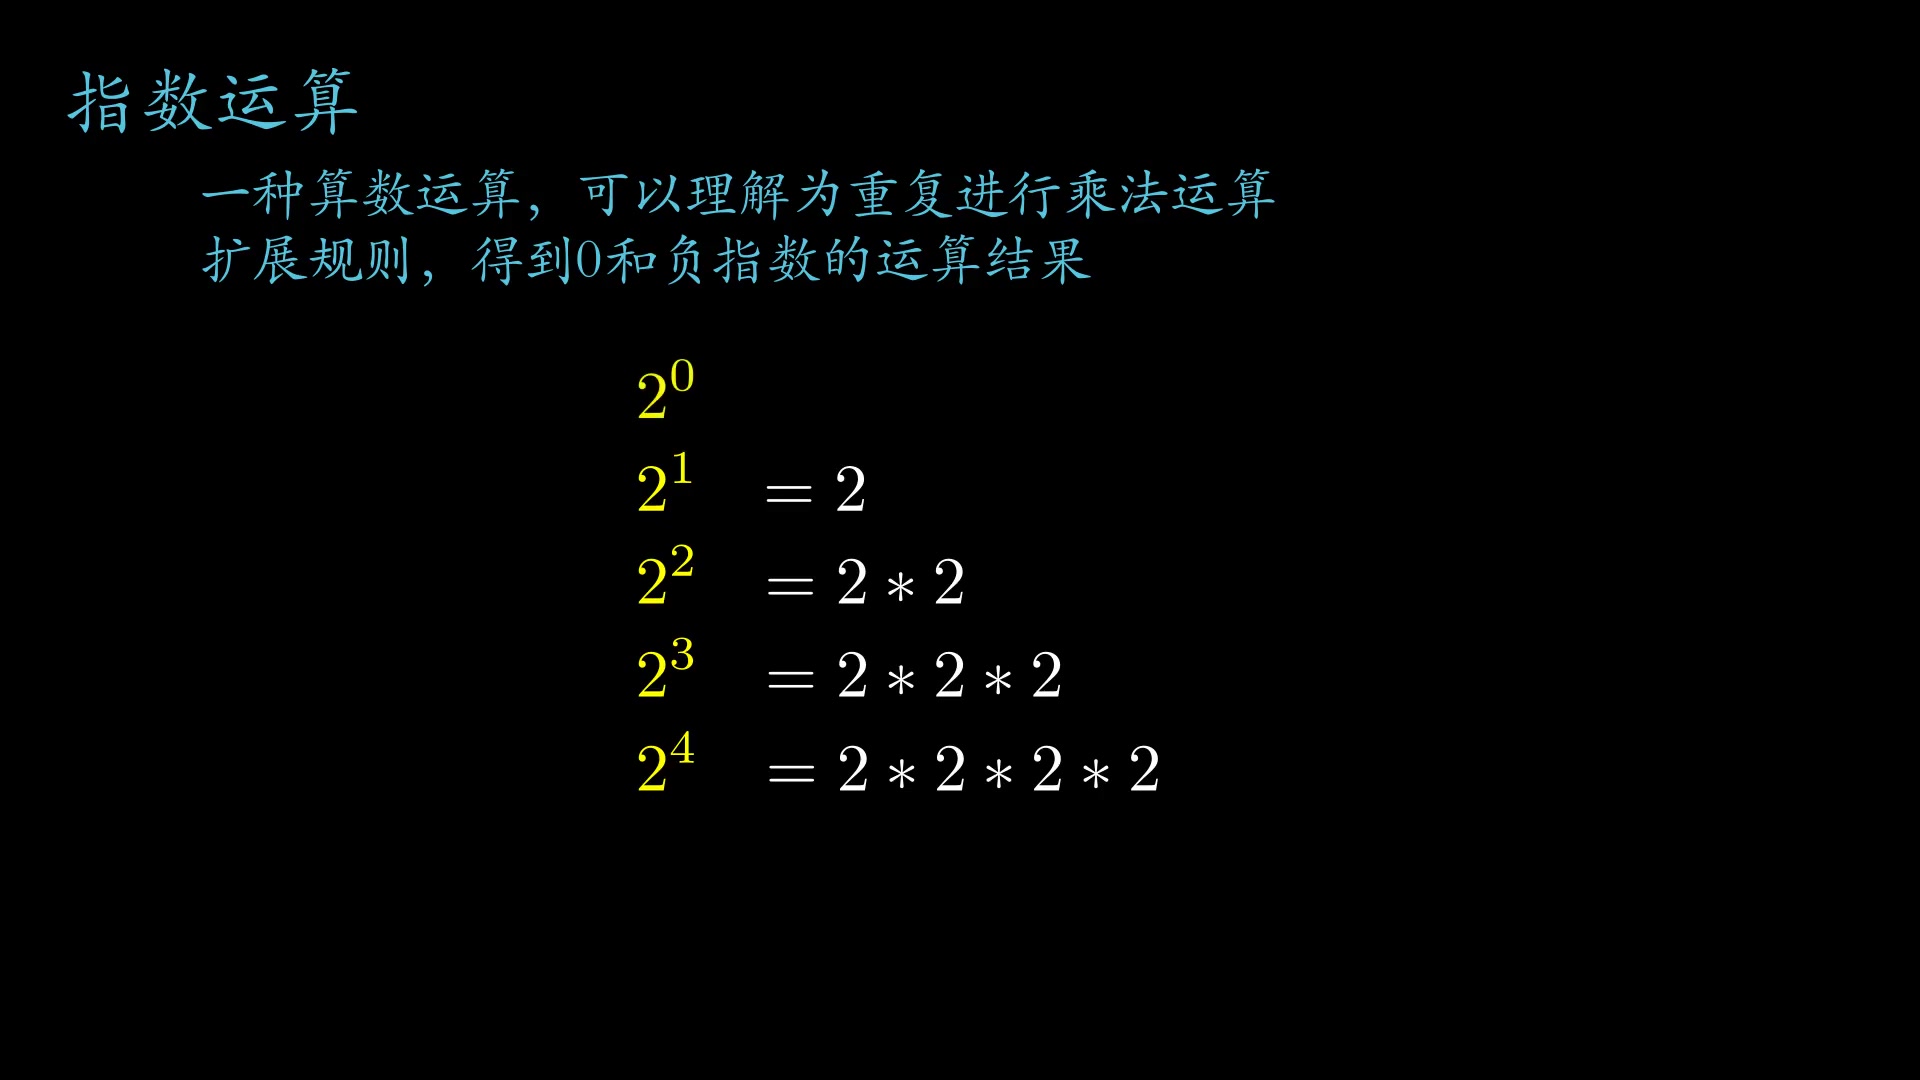 指数运算
一种算数运算，可以理解为重复进行乘法运算
扩展规则，得到0和负指数的运算结果
2^0
2^1 = 2
2^2 = 2 * 2
2^3 = 2 * 2 * 2
2^4 = 2 * 2 * 2 * 2